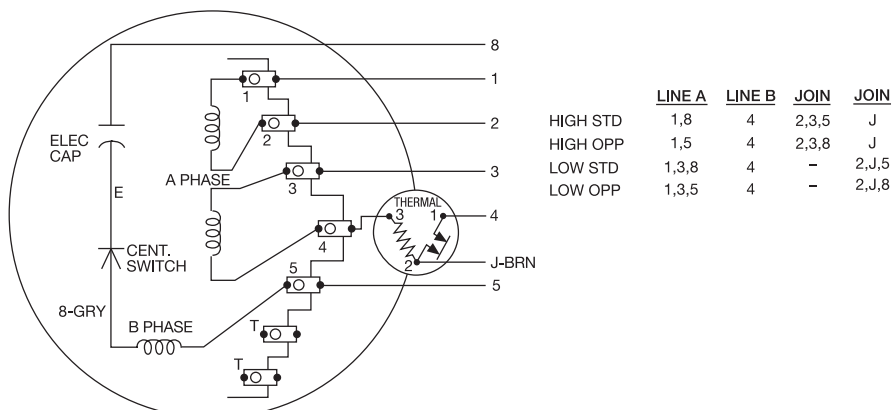 8
1
1
2
2
ELEC
CAP
A PHASE
3
3
E
THERMAL
3 1
4
4
2
CENT.
SWITCH
J-BRN
5
5
8-GRY
B PHASE
T
T
LINE A LINE B JOIN JOIN
HIGH STD 1,8 4 2,3,5 J
HIGH OPP 1,5 4 2,3,8 J
LOW STD 1,3,8 4 – 2,J,5
LOW OPP 1,3,5 4 – 2,J,8